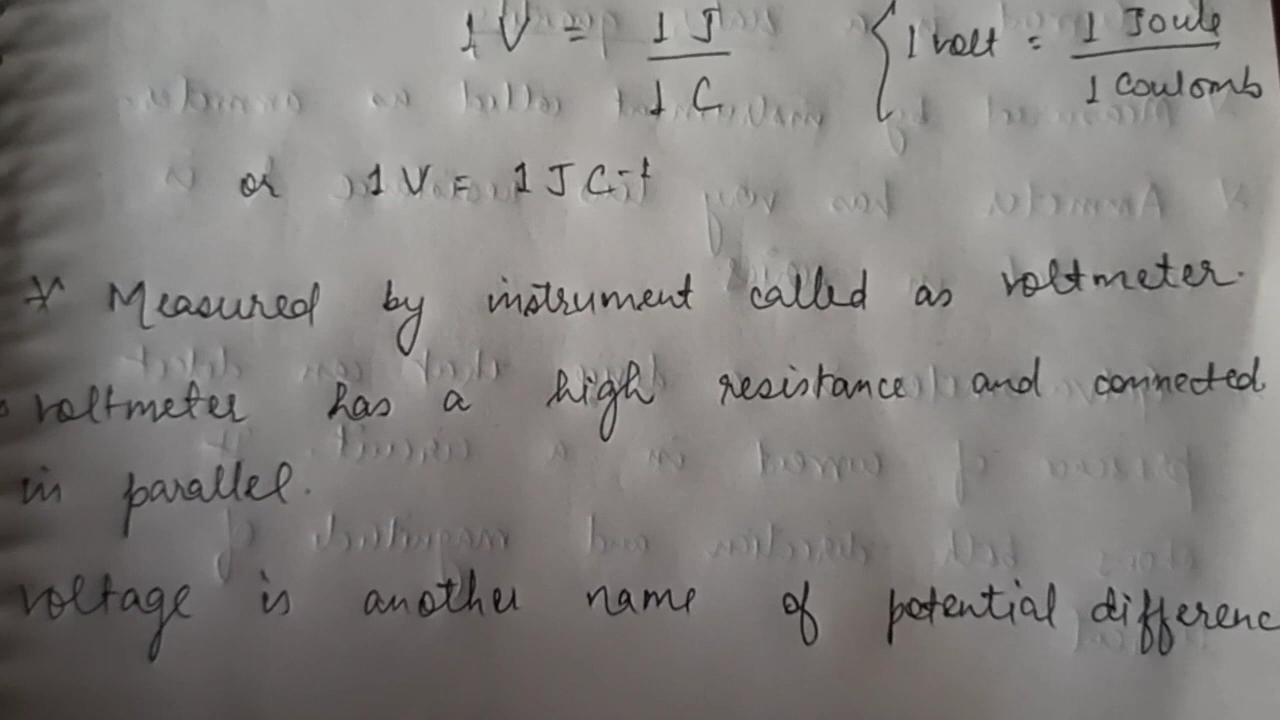 1 V = 1 J / 1 C { 1 volt = 1 Joule / 1 Coulomb
or 1 V = 1 J C⁻¹
* Measured by instrument called as voltmeter.
voltmeter has a high resistance and connected
in parallel.
voltage is another name of potential differenc